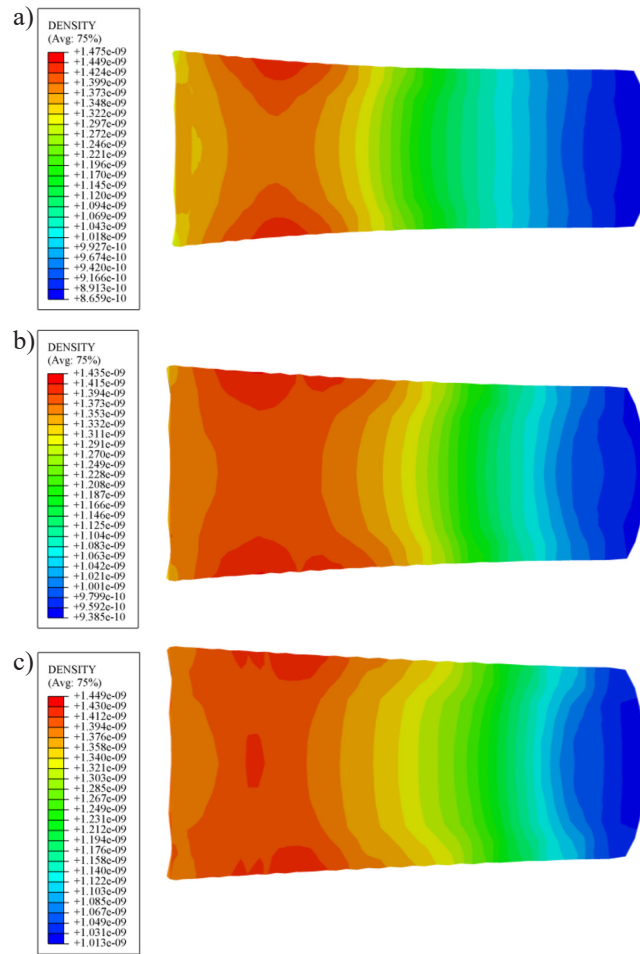 a)
DENSITY
(Avg: 75%)
+1.475e-09
+1.449e-09
+1.424e-09
+1.399e-09
+1.373e-09
+1.348e-09
+1.322e-09
+1.297e-09
+1.272e-09
+1.246e-09
+1.221e-09
+1.196e-09
+1.170e-09
+1.145e-09
+1.120e-09
+1.094e-09
+1.069e-09
+1.043e-09
+1.018e-09
+9.927e-10
+9.674e-10
+9.420e-10
+9.166e-10
+8.913e-10
+8.659e-10
b)
DENSITY
(Avg: 75%)
+1.435e-09
+1.415e-09
+1.394e-09
+1.373e-09
+1.353e-09
+1.332e-09
+1.311e-09
+1.291e-09
+1.270e-09
+1.249e-09
+1.228e-09
+1.208e-09
+1.187e-09
+1.166e-09
+1.146e-09
+1.125e-09
+1.104e-09
+1.083e-09
+1.063e-09
+1.042e-09
+1.021e-09
+1.001e-09
+9.799e-10
+9.592e-10
+9.385e-10
c)
DENSITY
(Avg: 75%)
+1.449e-09
+1.430e-09
+1.412e-09
+1.394e-09
+1.376e-09
+1.358e-09
+1.340e-09
+1.321e-09
+1.303e-09
+1.285e-09
+1.267e-09
+1.249e-09
+1.231e-09
+1.212e-09
+1.194e-09
+1.176e-09
+1.158e-09
+1.140e-09
+1.122e-09
+1.103e-09
+1.085e-09
+1.067e-09
+1.049e-09
+1.031e-09
+1.013e-09